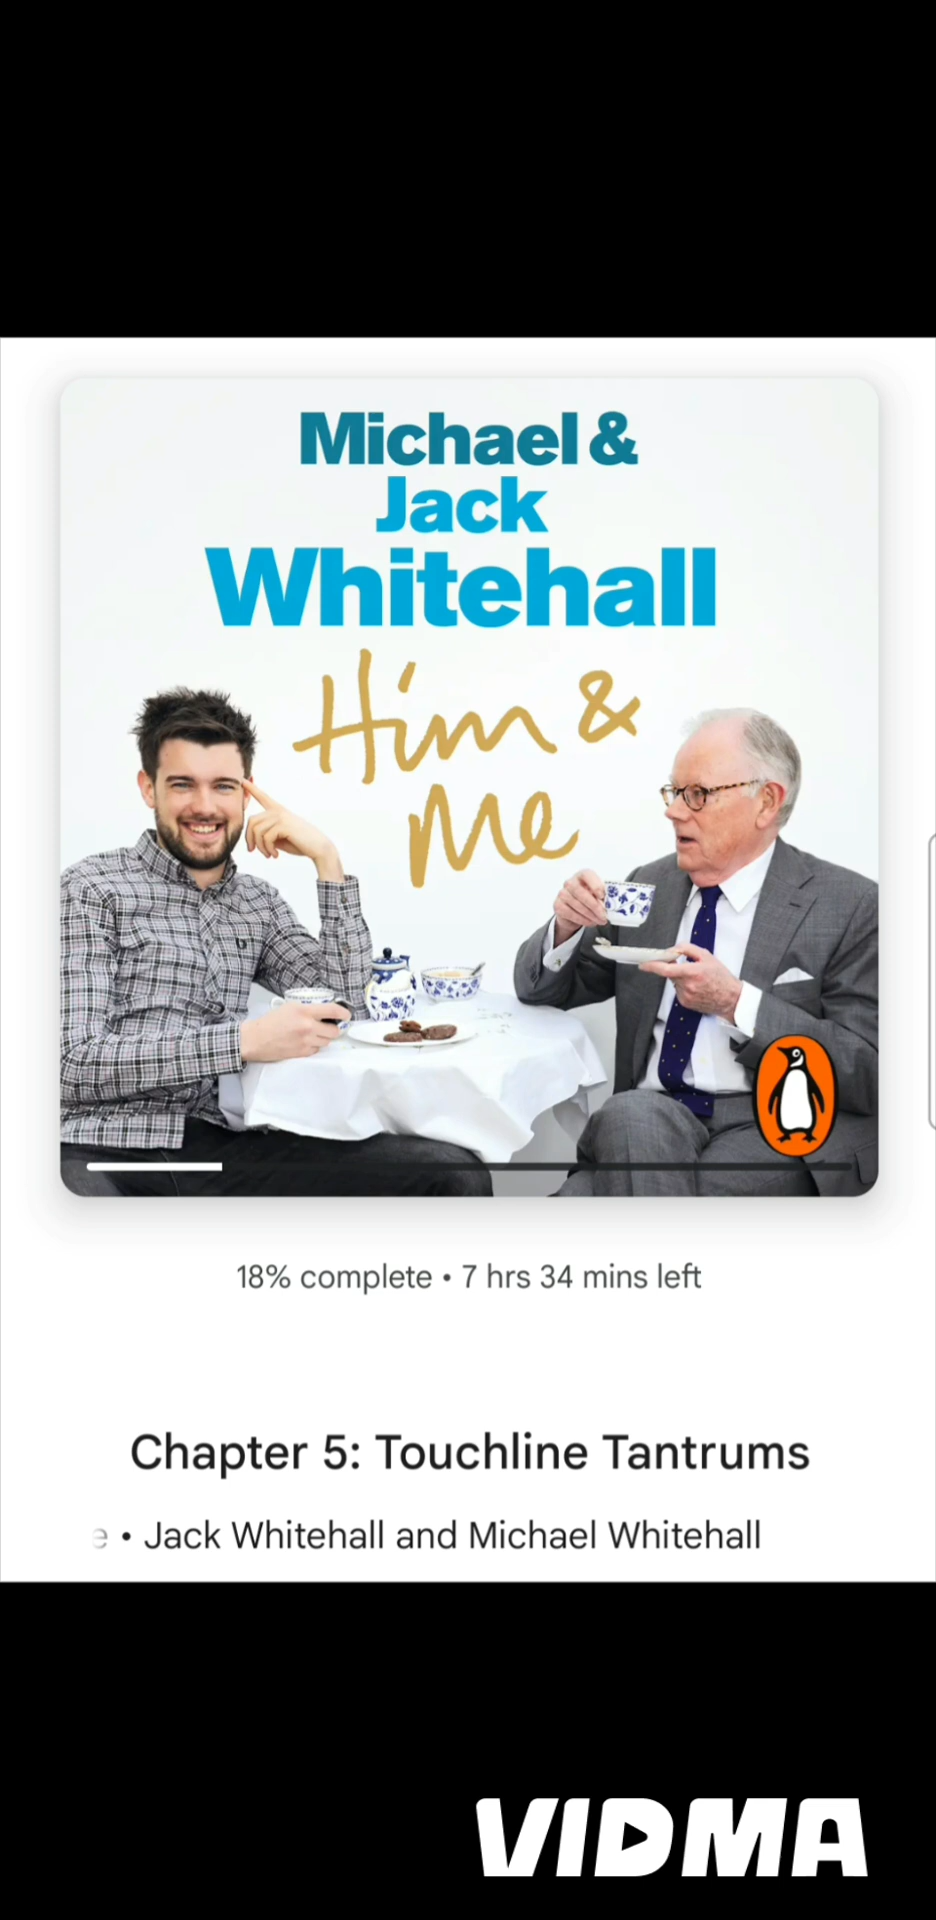 Michael &
Jack
Whitehall
Him &
Me
18% complete • 7 hrs 34 mins left
Chapter 5: Touchline Tantrums
e • Jack Whitehall and Michael Whitehall
VIDMA